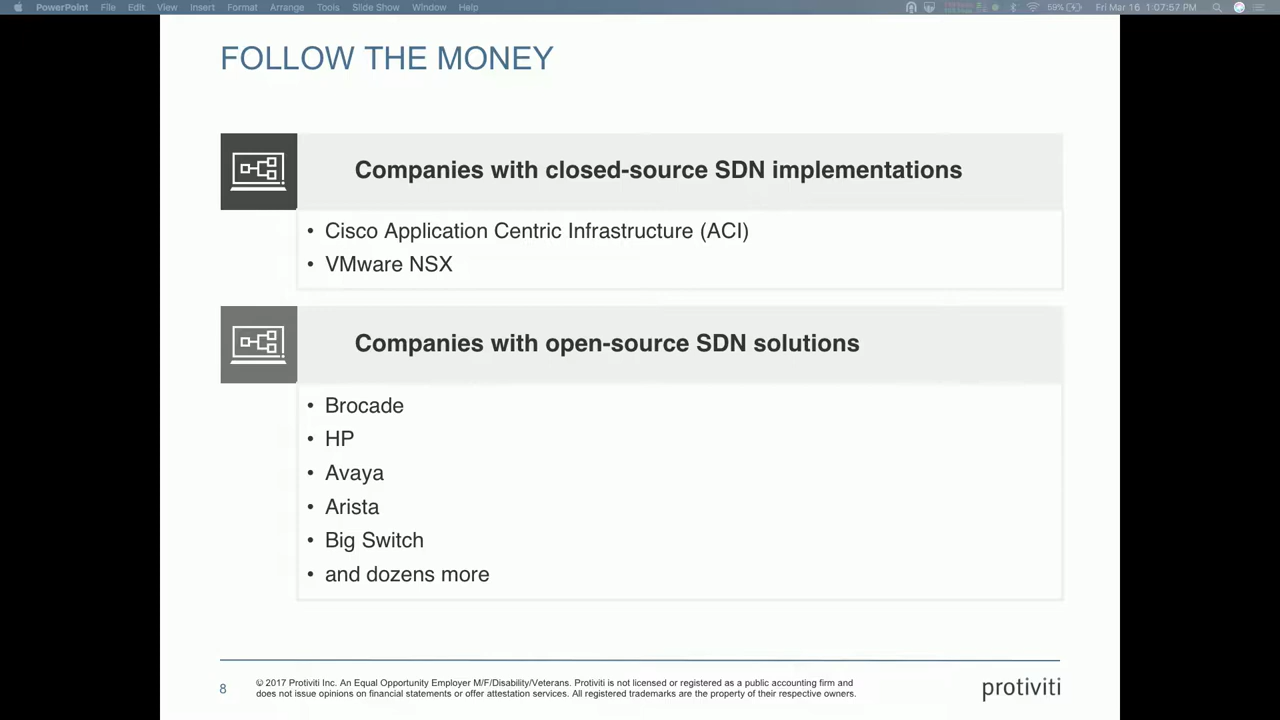 PowerPoint File Edit View Insert Format Arrange Tools Slide Show Window Help 59% Fri Mar 16 1:07:57 PM
FOLLOW THE MONEY
Companies with closed-source SDN implementations
• Cisco Application Centric Infrastructure (ACI)
• VMware NSX
Companies with open-source SDN solutions
• Brocade
• HP
• Avaya
• Arista
• Big Switch
• and dozens more
8
© 2017 Protiviti Inc. An Equal Opportunity Employer M/F/Disability/Veterans. Protiviti is not licensed or registered as a public accounting firm and
does not issue opinions on financial statements or offer attestation services. All registered trademarks are the property of their respective owners.
protiviti